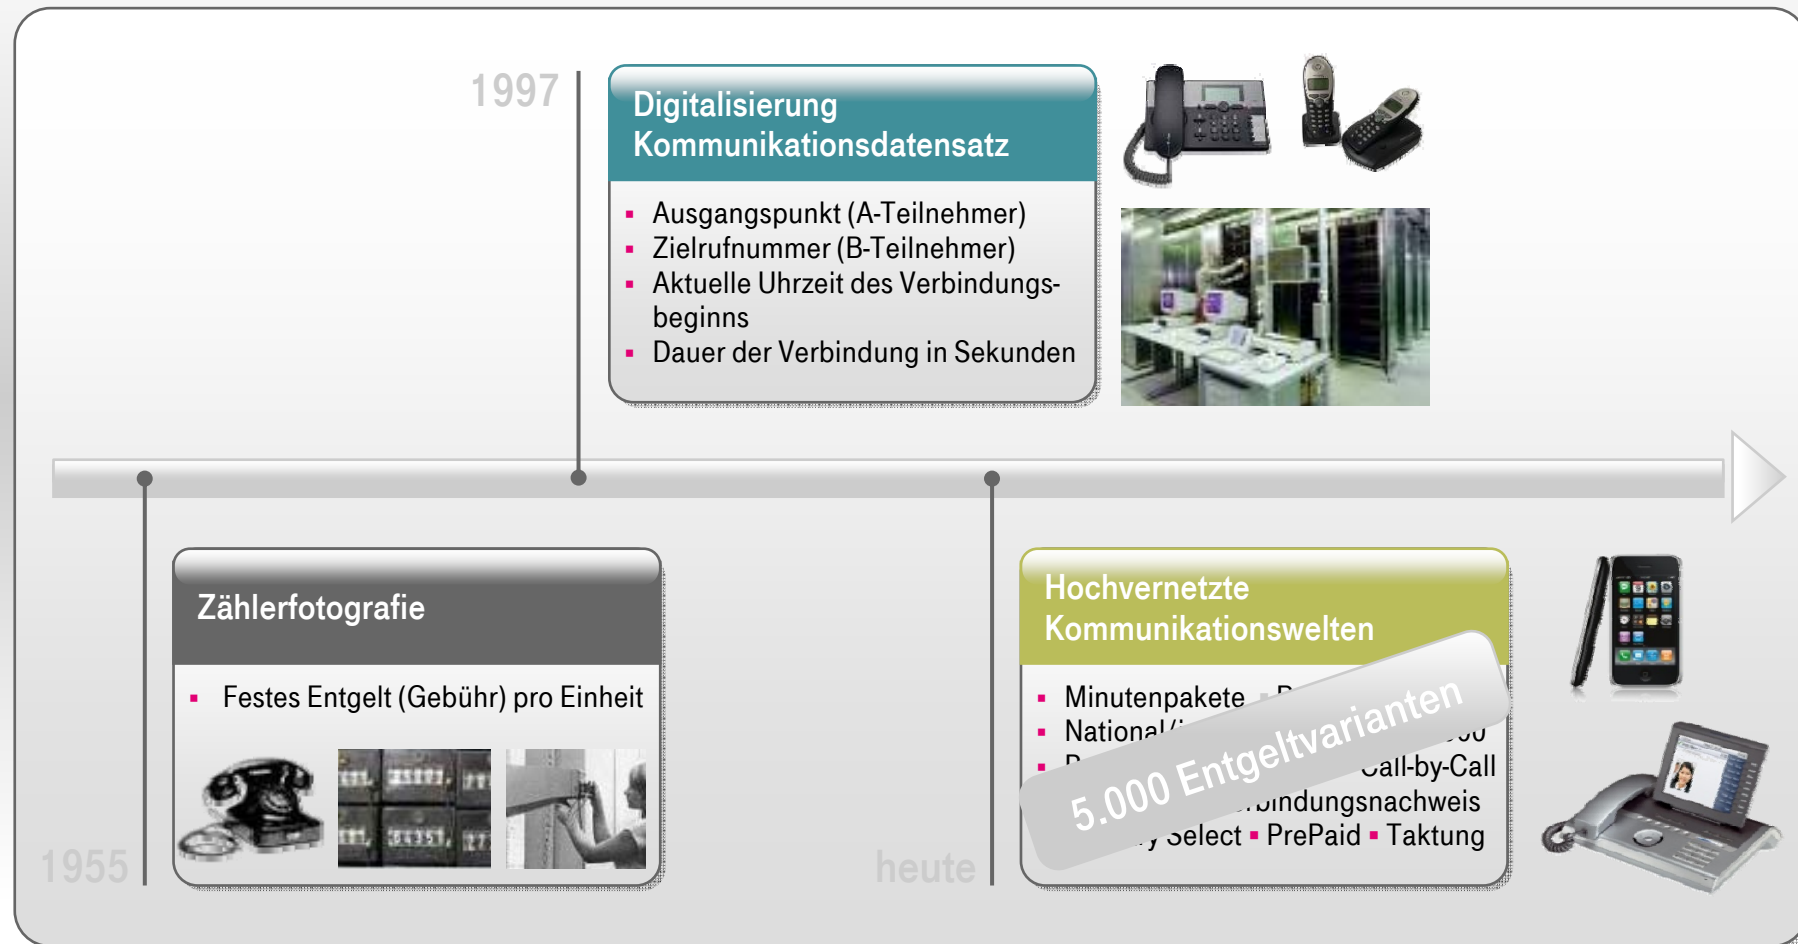 1997
Digitalisierung
Kommunikationsdatensatz
Ausgangspunkt (A-Teilnehmer)
Zielrufnummer (B-Teilnehmer)
Aktuelle Uhrzeit des Verbindungs-
beginns
Dauer der Verbindung in Sekunden
1955
Zählerfotografie
Festes Entgelt (Gebühr) pro Einheit
heute
Hochvernetzte
Kommunikationswelten
Minutenpakete
Call-by-Call
Select ▪ PrePaid ▪ Taktung
5.000 Entgeltvarianten